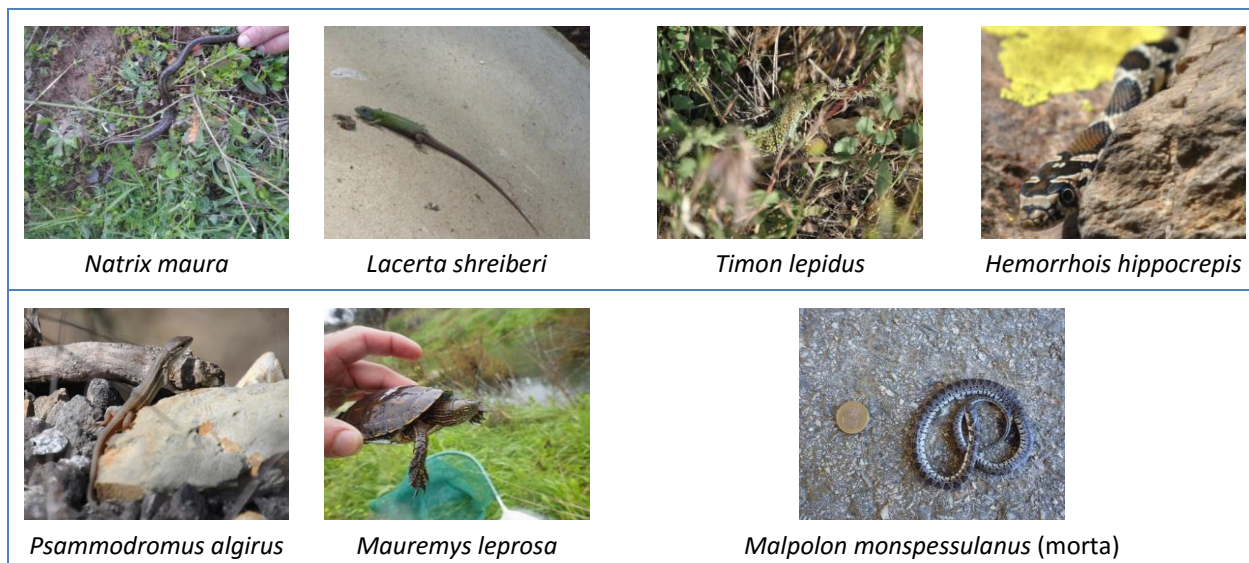 Natrix maura
Lacerta shreiberi
Timon lepidus
Hemorrhois hippocrepis
Psammodromus algirus
Mauremys leprosa
Malpolon monspessulanus (morta)